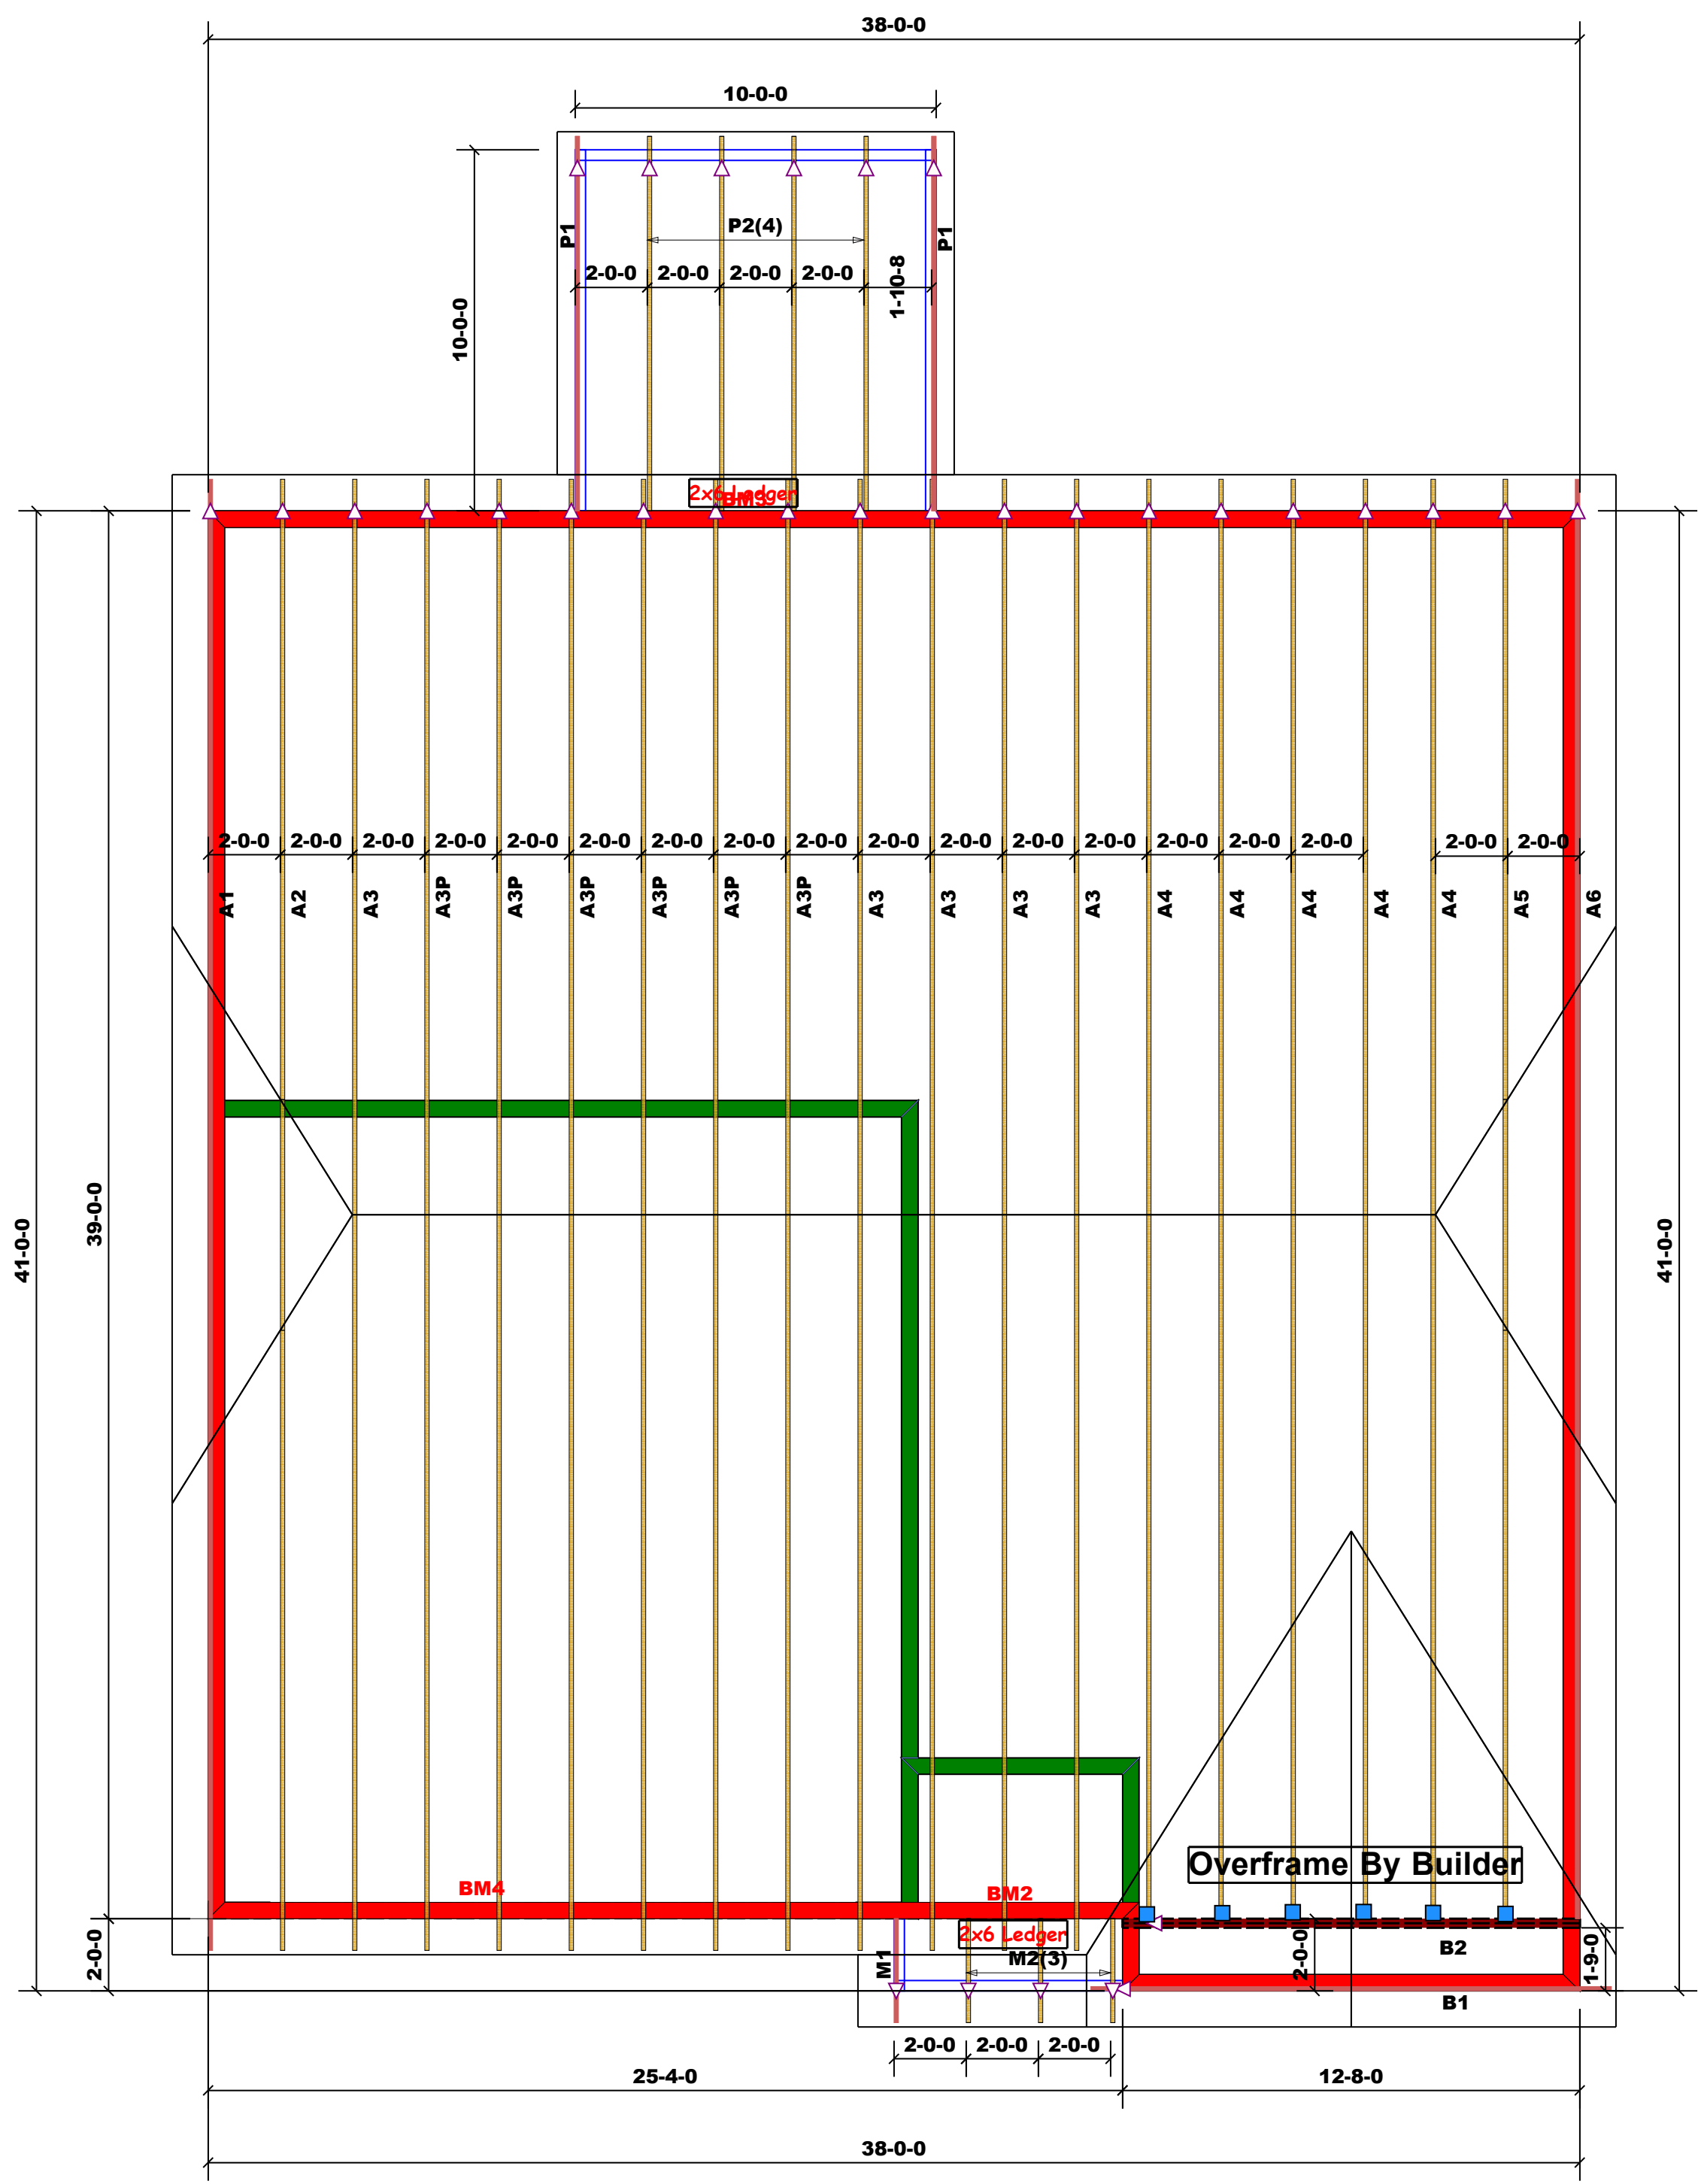 38-0-0
10-0-0
P2(4)
P1
P1
2-0-0 2-0-0 2-0-0 2-0-0 1-10-8
10-0-0
2x6 Ledger
BM3
2-0-0 2-0-0 2-0-0 2-0-0 2-0-0 2-0-0 2-0-0 2-0-0 2-0-0 2-0-0 2-0-0 2-0-0 2-0-0 2-0-0 2-0-0 2-0-0 2-0-0 2-0-0
A1 A2 A3 A3P A3P A3P A3P A3P A3P A3 A3 A3 A3 A4 A4 A4 A4 A4 A5 A6
41-0-0
39-0-0
41-0-0
Overframe By Builder
BM4
BM2
2x6 Ledger
2-0-0
M1
M2(3)
2-0-0
B2
1-9-0
B1
2-0-0 2-0-0 2-0-0
25-4-0
12-8-0
38-0-0